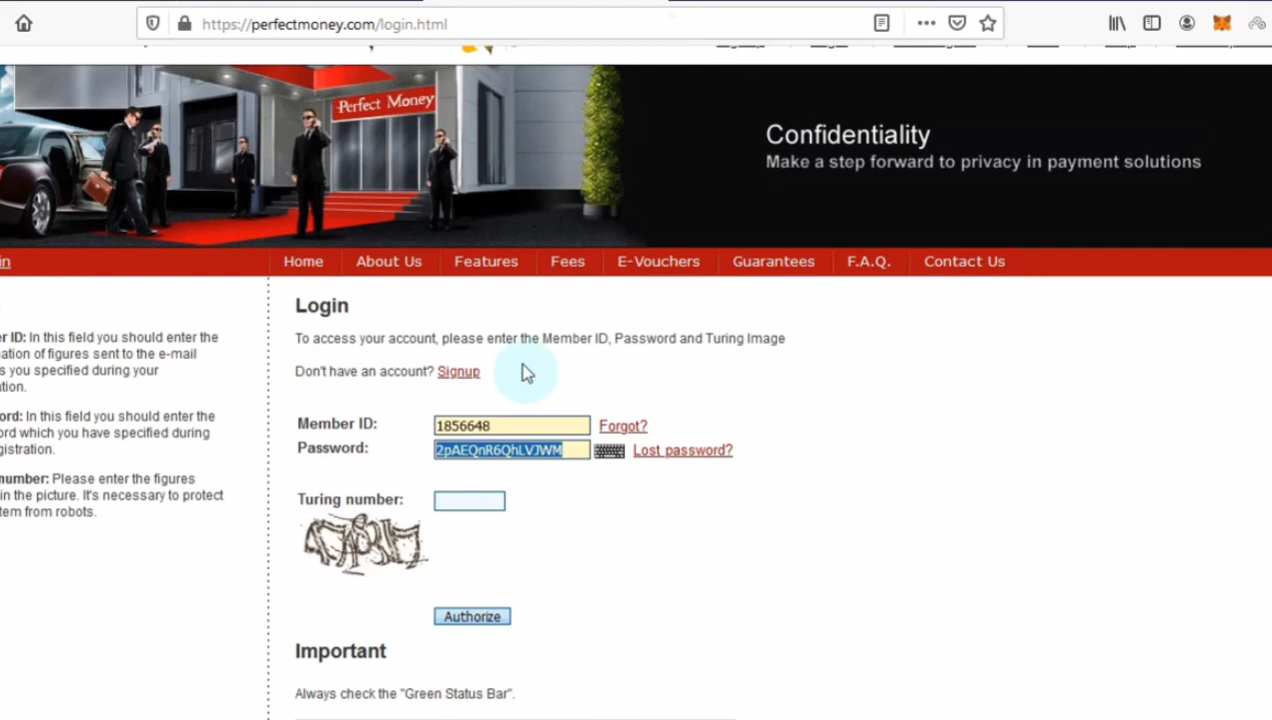 https://perfectmoney.com/login.html
Perfect Money
Confidentiality
Make a step forward to privacy in payment solutions
in
Home About Us Features Fees E-Vouchers Guarantees F.A.Q. Contact Us
Login
To access your account, please enter the Member ID, Password and Turing Image
Don't have an account? Signup
Member ID: 1856648 Forgot?
Password: 2pAEQnR6QhLVJWM Lost password?
Turing number:
Authorize
Important
Always check the "Green Status Bar".
er ID: In this field you should enter the
ation of figures sent to the e-mail
s you specified during your
tion.
ord: In this field you should enter the
ord which you have specified during
gistration.
number: Please enter the figures
in the picture. It's necessary to protect
tem from robots.